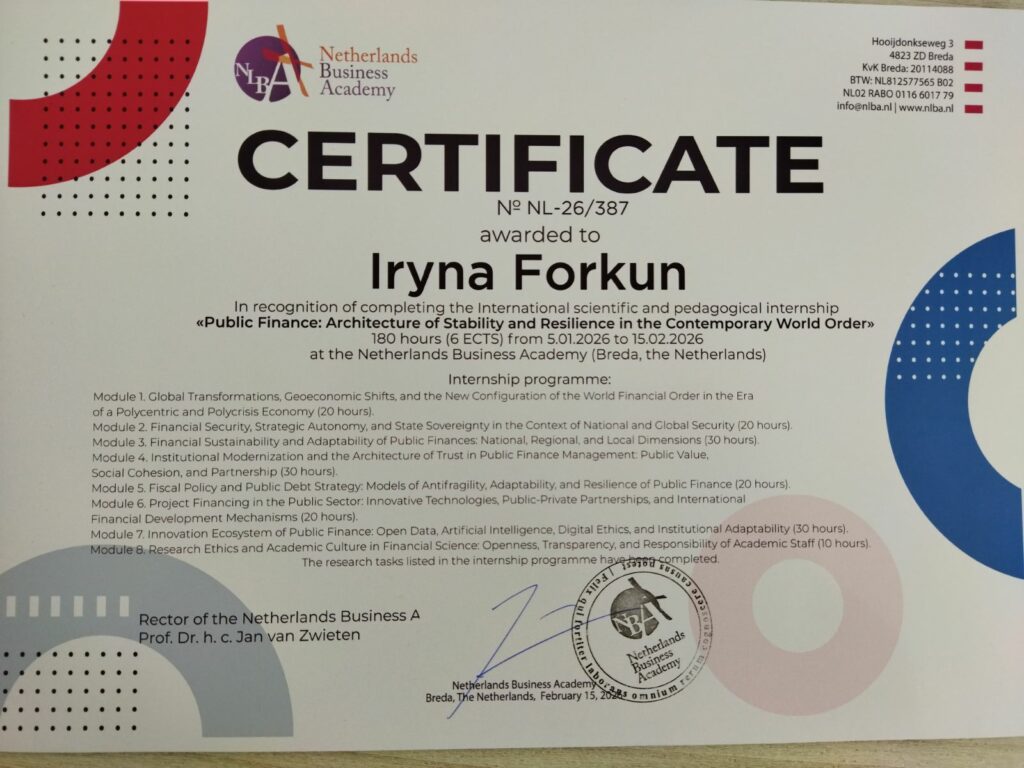 NLBA
Netherlands
Business
Academy
Hooijdonkseweg 3
4823 ZD Breda
KvK Breda: 20114088
BTW: NL812577565 B02
NL02 RABO 0116 6017 79
info@nlba.nl | www.nlba.nl
CERTIFICATE
№ NL-26/387
awarded to
Iryna Forkun
In recognition of completing the International scientific and pedagogical internship
«Public Finance: Architecture of Stability and Resilience in the Contemporary World Order»
180 hours (6 ECTS) from 5.01.2026 to 15.02.2026
at the Netherlands Business Academy (Breda, the Netherlands)
Internship programme:
Module 1. Global Transformations, Geoeconomic Shifts, and the New Configuration of the World Financial Order in the Era
of a Polycentric and Polycrisis Economy (20 hours).
Module 2. Financial Security, Strategic Autonomy, and State Sovereignty in the Context of National and Global Security (20 hours).
Module 3. Financial Sustainability and Adaptability of Public Finances: National, Regional, and Local Dimensions (30 hours).
Module 4. Institutional Modernization and the Architecture of Trust in Public Finance Management: Public Value,
Social Cohesion, and Partnership (30 hours).
Module 5. Fiscal Policy and Public Debt Strategy: Models of Antifragility, Adaptability, and Resilience of Public Finance (20 hours).
Module 6. Project Financing in the Public Sector: Innovative Technologies, Public-Private Partnerships, and International
Financial Development Mechanisms (20 hours).
Module 7. Innovation Ecosystem of Public Finance: Open Data, Artificial Intelligence, Digital Ethics, and Institutional Adaptability (30 hours).
Module 8. Research Ethics and Academic Culture in Financial Science: Openness, Transparency, and Responsibility of Academic Staff (10 hours).
The research tasks listed in the internship programme have been completed.
Rector of the Netherlands Business A
Prof. Dr. h. c. Jan van Zwieten
NLBA
Netherlands
Business
Academy
Netherlands Business Academy
Breda, The Netherlands, February 15, 2026